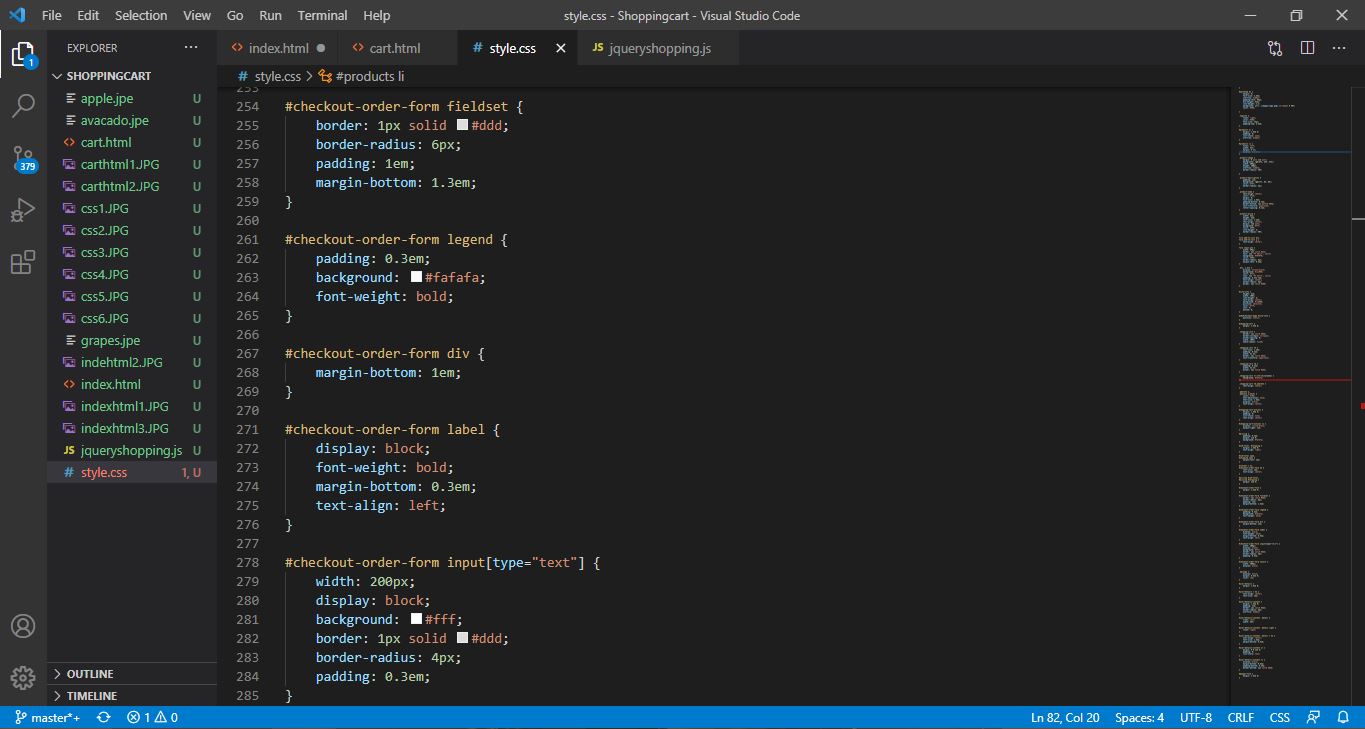 File Edit Selection View Go Run Terminal Help
style.css - Shoppingcart - Visual Studio Code
EXPLORER
index.html
cart.html
# style.css
JS jqueryshopping.js
# style.css > #products li
1
379
SHOPPINGCART
apple.jpe U
avacado.jpe U
cart.html U
carthtml1.JPG U
carthtml2.JPG U
css1.JPG U
css2.JPG U
css3.JPG U
css4.JPG U
css5.JPG U
css6.JPG U
grapes.jpe U
indehtml2.JPG U
index.html U
indexhtml1.JPG U
indexhtml3.JPG U
JS jqueryshopping.js U
# style.css 1, U
OUTLINE
TIMELINE
253
254 #checkout-order-form fieldset {
255     border: 1px solid #ddd;
256     border-radius: 6px;
257     padding: 1em;
258     margin-bottom: 1.3em;
259 }
260
261 #checkout-order-form legend {
262     padding: 0.3em;
263     background: #fafafa;
264     font-weight: bold;
265 }
266
267 #checkout-order-form div {
268     margin-bottom: 1em;
269 }
270
271 #checkout-order-form label {
272     display: block;
273     font-weight: bold;
274     margin-bottom: 0.3em;
275     text-align: left;
276 }
277
278 #checkout-order-form input[type="text"] {
279     width: 200px;
280     display: block;
281     background: #fff;
282     border: 1px solid #ddd;
283     border-radius: 4px;
284     padding: 0.3em;
285 }
master*+ 1 0
Ln 82, Col 20 Spaces: 4 UTF-8 CRLF CSS